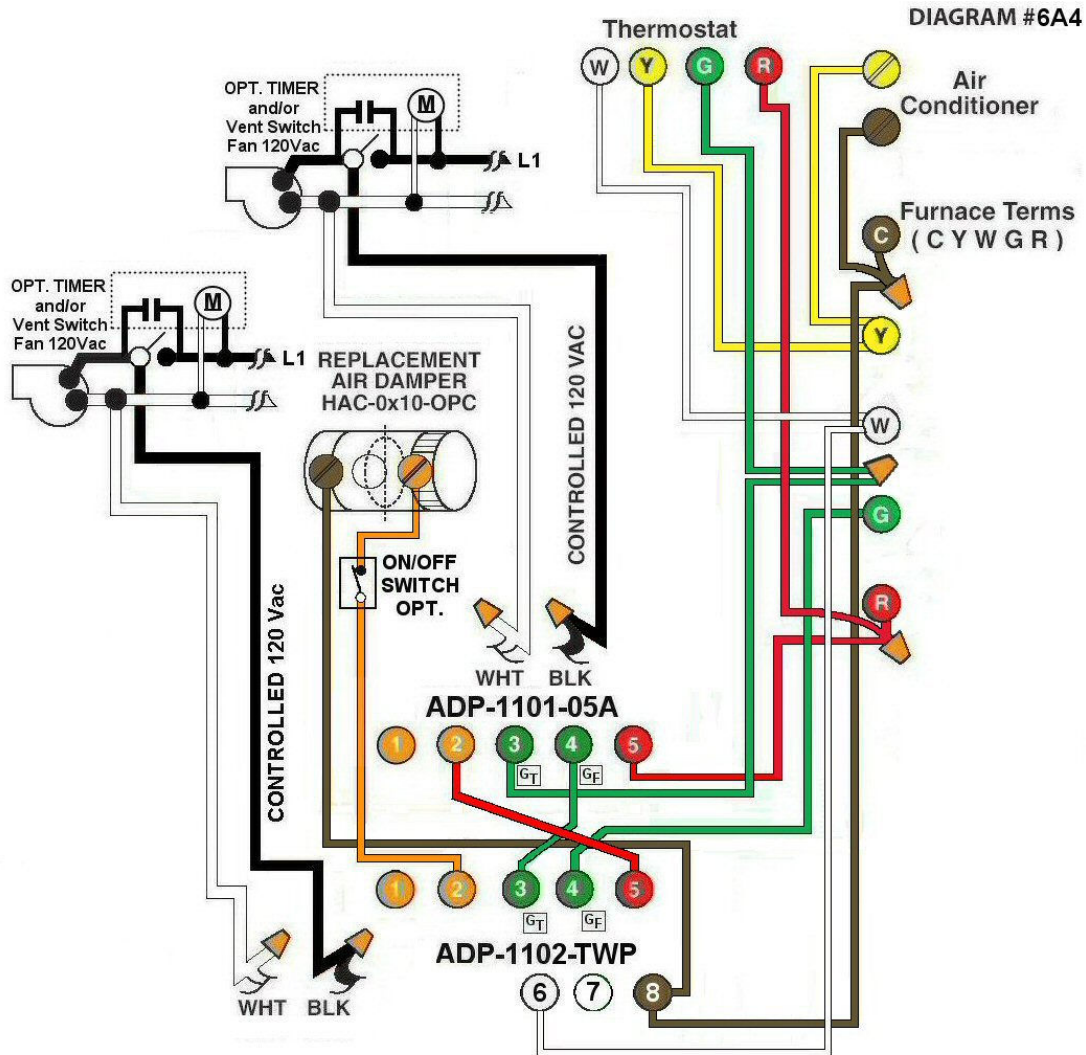 DIAGRAM #6A4
Thermostat
W
Y
G
R
Air
Conditioner
OPT. TIMER
and/or
Vent Switch
Fan 120Vac
M
L1
Furnace Terms
( C Y W G R )
C
Y
W
G
R
OPT. TIMER
and/or
Vent Switch
Fan 120Vac
M
L1
REPLACEMENT
AIR DAMPER
HAC-0x10-OPC
CONTROLLED 120 VAC
ON/OFF
SWITCH
OPT.
CONTROLLED 120 Vac
WHT BLK
ADP-1101-05A
1 2 3 4 5
GT GF
1 2 3 4 5
GT GF
ADP-1102-TWP
6 7 8
WHT BLK